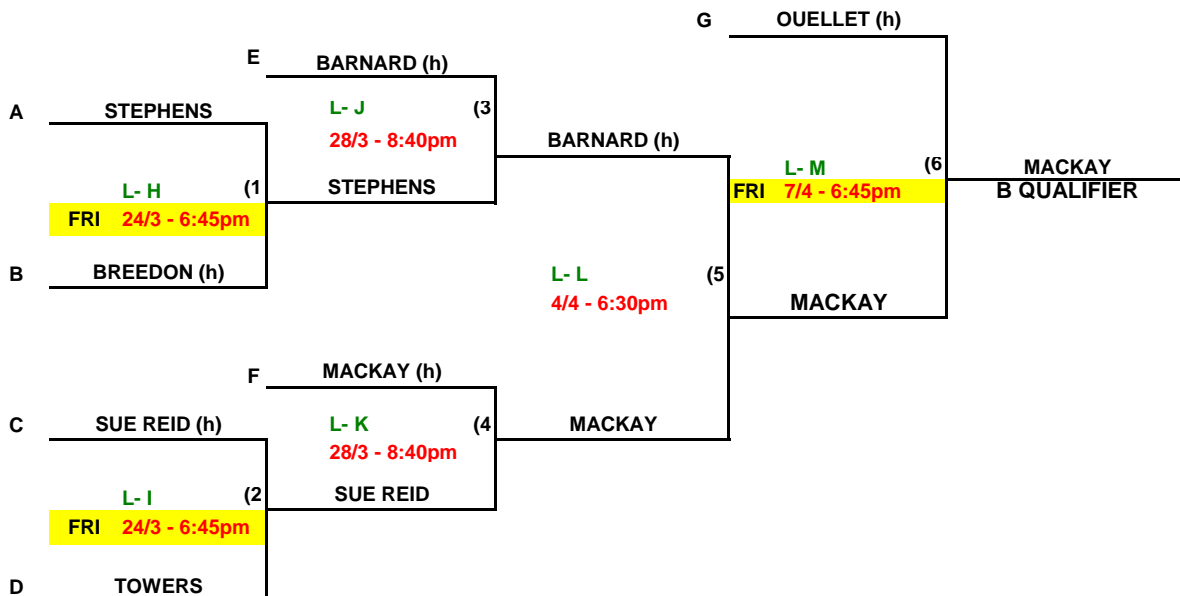 G OUELLET (h)
E BARNARD (h)
A STEPHENS
L- J (3
28/3 - 8:40pm
BARNARD (h)
L- M (6
MACKAY
FRI 7/4 - 6:45pm
B QUALIFIER
L- H (1
STEPHENS
FRI 24/3 - 6:45pm
B BREEDON (h)
L- L (5
4/4 - 6:30pm
MACKAY
F MACKAY (h)
C SUE REID (h)
L- K (4
MACKAY
28/3 - 8:40pm
L- I (2
SUE REID
FRI 24/3 - 6:45pm
D TOWERS